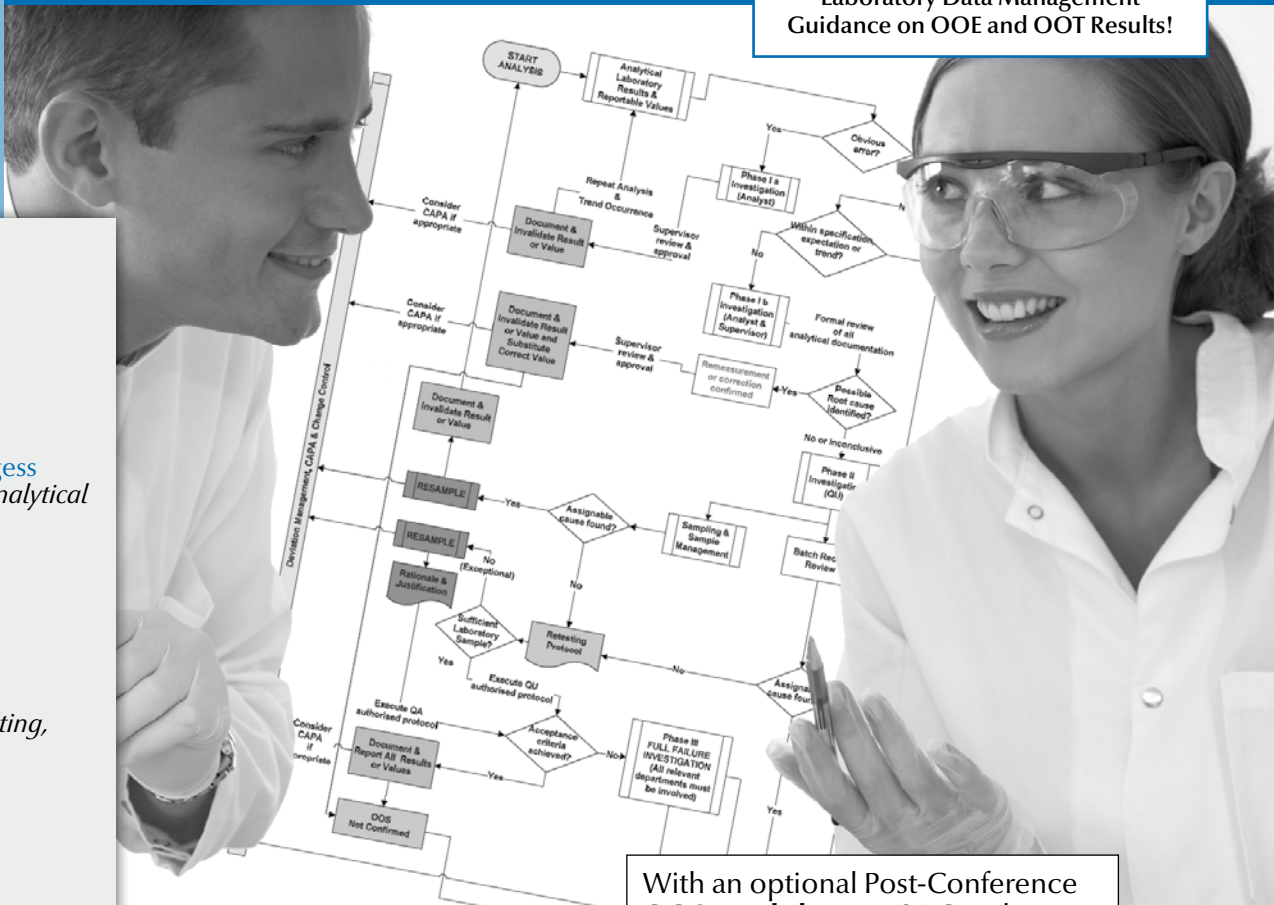 Laboratory Data Management
Guidance on OOE and OOT Results!
START
ANALYSIS
Analytical
Laboratory
Results &
Reportable Values
Yes
Obvious
error?
Phase I a
Investigation
(Analyst)
Repeat Analysis
&
Trend Occurrence
Consider
CAPA if
appropriate
Document &
Invalidate Result
or Value
Supervisor
review &
approval
Within specification,
expectation or
trend?
No
Phase I b
Investigation
(Analyst &
Supervisor)
Formal review
of all
analytical documentation
Consider
CAPA if
appropriate
Document &
Invalidate Result
or Value and
Substitute
Correct Value
Supervisor
review &
approval
Remeasurement
or correction
confirmed
Yes
Possible
Root cause
identified?
No or Inconclusive
Document &
Invalidate Result
or Value
Phase II
(QU)
Deviation Management, CAPA & Change Control
RESAMPLE
Yes
Assignable
cause found?
Sampling &
Sample
Management
Batch
Review
RESAMPLE
No
(Exceptional)
No
Rationale &
Justification
Sufficient
Laboratory
Sample?
Retesting
Protocol
No
cause
Yes
Execute QU
authorised protocol
Execute QA
authorised protocol
Consider
CAPA
if
Document &
Report All Results
or Values
Yes
Acceptance
criteria
achieved?
No
Phase III
FULL FAILURE
INVESTIGATION
(All relevant
departments must
be involved)
Yes
OOS
Not Confirmed
With an optional Post-Conference